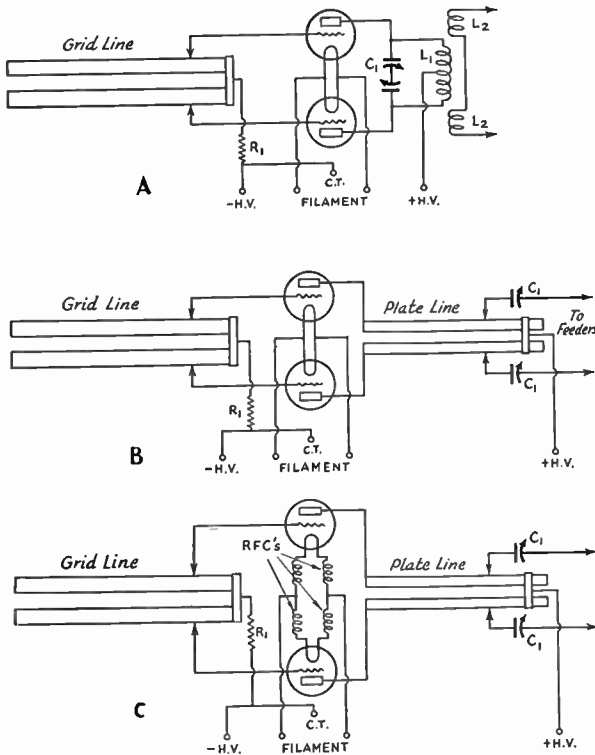 Grid Line
C1
L1
L2
L2
R1
A
C.T.
-H.V.
FILAMENT
+H.V.
Grid Line
Plate Line
C1
To
Feeders
R1
C1
B
C.T.
-H.V.
FILAMENT
+H.V.
C1
RFC's
Grid Line
Plate Line
R1
C1
C
C.T.
-H.V.
FILAMENT
+H.V.